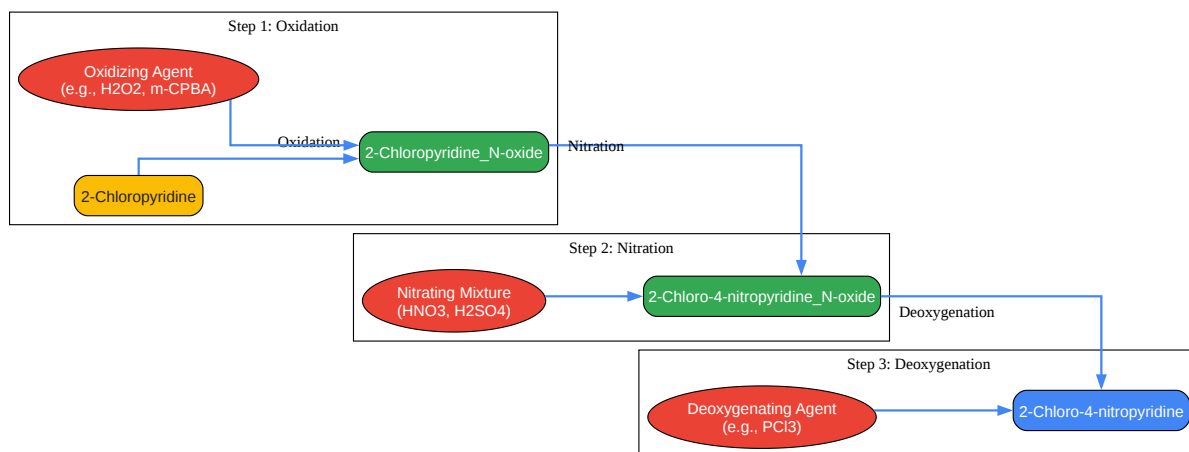 Step 1: Oxidation
Oxidizing Agent
(e.g., H2O2, m-CPBA)
Oxidation
2-Chloropyridine_N-oxide
Nitration
2-Chloropyridine
Step 2: Nitration
Nitrating Mixture
(HNO3, H2SO4)
2-Chloro-4-nitropyridine_N-oxide
Deoxygenation
Step 3: Deoxygenation
Deoxygenating Agent
(e.g., PCl3)
2-Chloro-4-nitropyridine